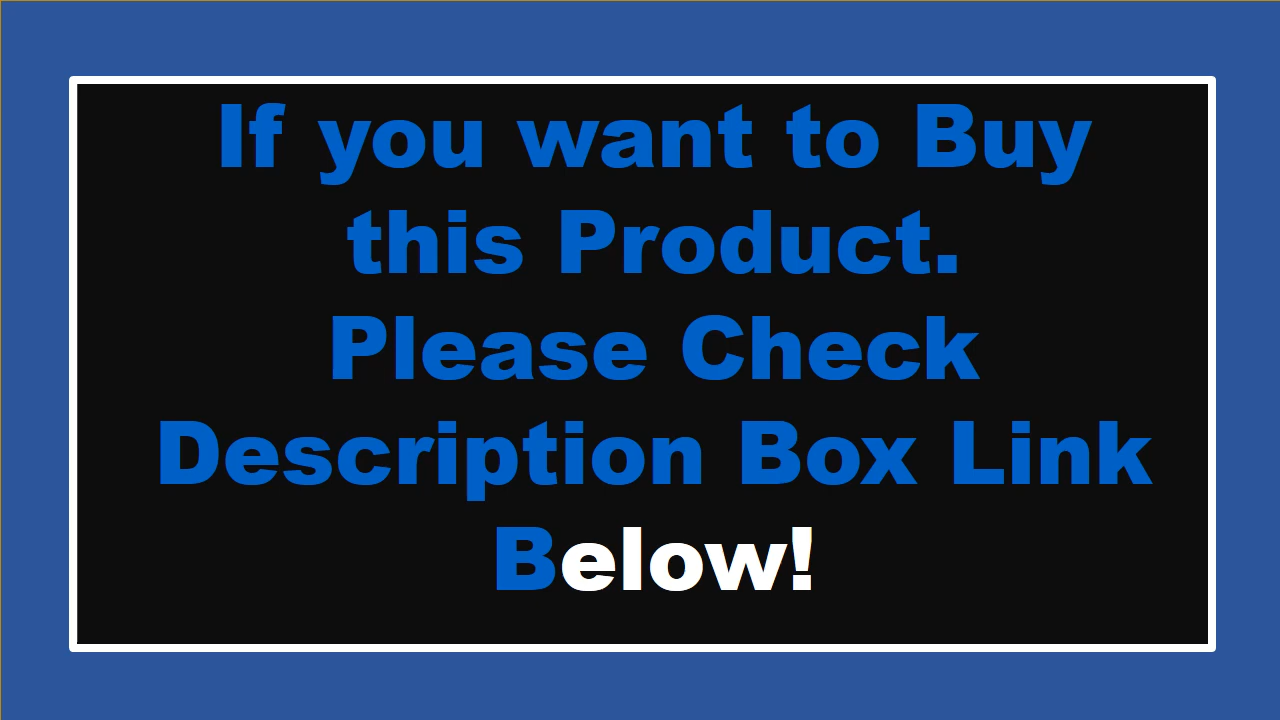 If you want to Buy
this Product.
Please Check
Description Box Link
Below!